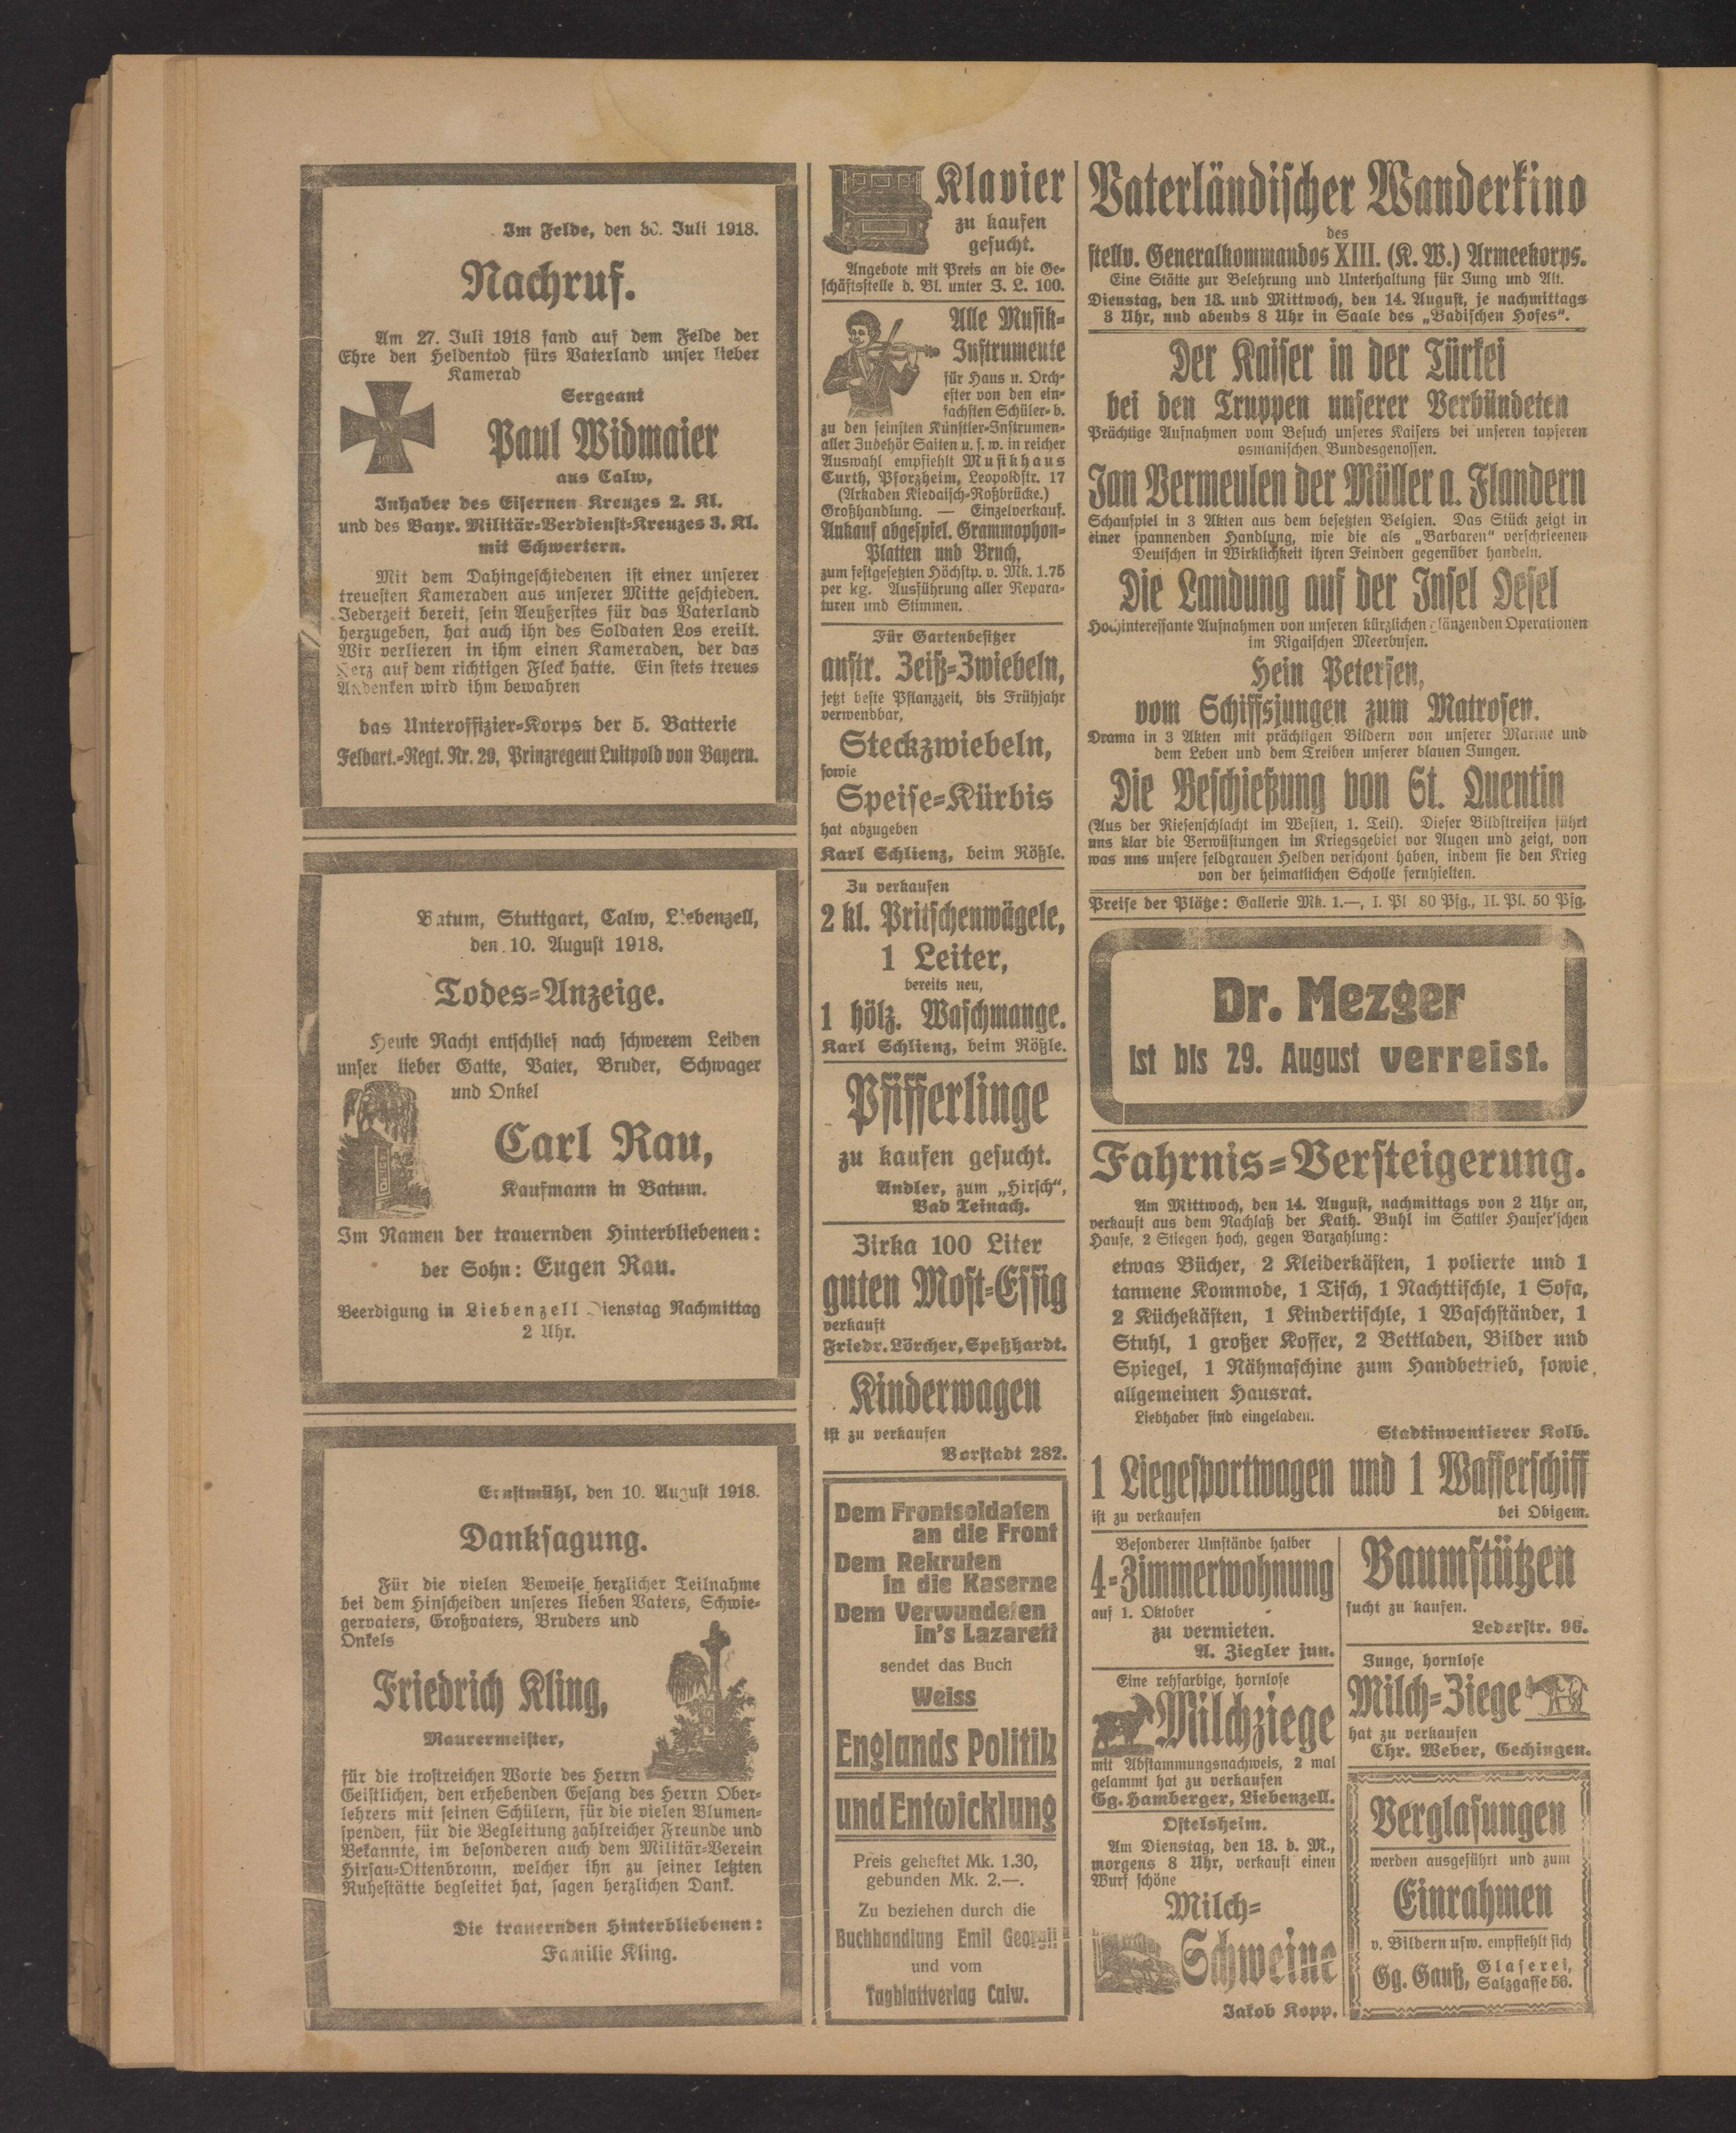 Im Felde, den 30. Juli 1918.
Nachruf.
Am 27. Juli 1918 fand auf dem Felde der
Ehre den Heldentod fürs Vaterland unser lieber
Kamerad
Sergeant
Paul Widmaier
aus Calw,
Inhaber des Eisernen Kreuzes 2. Kl.
und des Bayr. Militär-Verdienst-Kreuzes 3. Kl.
mit Schwertern.
Mit dem Dahingeschiedenen ist einer unserer
treuesten Kameraden aus unserer Mitte geschieden.
Jederzeit bereit, sein Aeußerstes für das Vaterland
herzugeben, hat auch ihn des Soldaten Los ereilt.
Wir verlieren in ihm einen Kameraden, der das
Herz auf dem richtigen Fleck hatte. Ein stets treues
Andenken wird ihm bewahren
das Unteroffizier-Korps der 5. Batterie
Feldart.-Regt. Nr. 29, Prinzregent Luitpold von Bayern.
Batum, Stuttgart, Calw, Liebenzell,
den 10. August 1918.
Todes-Anzeige.
Heute Nacht entschlief nach schwerem Leiden
unser lieber Gatte, Vater, Bruder, Schwager
und Onkel
Carl Rau,
Kaufmann in Batum.
Im Namen der trauernden Hinterbliebenen:
der Sohn: Eugen Rau.
Beerdigung in Liebenzell Dienstag Nachmittag
2 Uhr.
Ernstmühl, den 10. August 1918.
Danksagung.
Für die vielen Beweise herzlicher Teilnahme
bei dem Hinscheiden unseres lieben Vaters, Schwie-
gervaters, Großvaters, Bruders und
Onkels
Friedrich Kling,
Maurermeister,
für die trostreichen Worte des Herrn
Geistlichen, den erhebenden Gesang des Herrn Ober-
lehrers mit seinen Schülern, für die vielen Blumen-
spenden, für die Begleitung zahlreicher Freunde und
Bekannte, im besonderen auch dem Militär-Verein
Hirsau-Ottenbronn, welcher ihn zu seiner letzten
Ruhestätte begleitet hat, sagen herzlichen Dank.
Die trauernden Hinterbliebenen:
Familie Kling.
Klavier
zu kaufen
gesucht.
Angebote mit Preis an die Ge-
schäftsstelle d. Bl. unter J. L. 100.
Alle Musik-
Instrumente
für Haus u. Orch-
ester von den ein-
fachsten Schüler- b.
zu den feinsten Künstler-Instrumen-
aller Zubehör Saiten u. s. w. in reicher
Auswahl empfiehlt Musikhaus
Curth, Pforzheim, Leopoldstr. 17
(Arkaden Kiedaisch-Roßbrücke.)
Großhandlung. — Einzelverkauf.
Ankauf abgespiel. Grammophon-
Platten und Bruch,
zum festgesetzten Höchstp. v. Mk. 1.75
per kg. Ausführung aller Repara-
turen und Stimmen.
Für Gartenbesitzer
anstr. Zeiß-Zwiebeln,
jetzt beste Pflanzzeit, bis Frühjahr
verwendbar,
Steckzwiebeln,
sowie
Speise-Kürbis
hat abzugeben
Karl Schlienz, beim Rößle.
Zu verkaufen
2 kl. Pritschenwägele,
1 Leiter,
bereits neu,
1 hölz. Waschmange.
Karl Schlienz, beim Rößle.
Pfifferlinge
zu kaufen gesucht.
Andler, zum „Hirsch“,
Bad Teinach.
Zirka 100 Liter
guten Most-Essig
verkauft
Friedr. Lörcher, Speßhardt.
Kinderwagen
ist zu verkaufen
Vorstadt 282.
Dem Frontsoldaten
an die Front
Dem Rekruten
in die Kaserne
Dem Verwundeten
in's Lazarett
sendet das Buch
Weiss
Englands Politik
und Entwicklung
Preis geheftet Mk. 1.30,
gebunden Mk. 2.—.
Zu beziehen durch die
Buchhandlung Emil Georgii
und vom
Tagblattverlag Calw.
Vaterländischer Wanderkino
des
stellv. Generalkommandos XIII. (K. W.) Armeekorps.
Eine Stätte zur Belehrung und Unterhaltung für Jung und Alt.
Dienstag, den 13. und Mittwoch, den 14. August, je nachmittags
3 Uhr, und abends 8 Uhr in Saale des „Badischen Hofes“.
Der Kaiser in der Türkei
bei den Truppen unserer Verbündeten
Prächtige Aufnahmen vom Besuch unseres Kaisers bei unseren tapferen
osmanischen Bundesgenossen.
Jan Vermeulen der Müller a. Flandern
Schauspiel in 3 Akten aus dem besetzten Belgien. Das Stück zeigt in
einer spannenden Handlung, wie die als „Barbaren“ verschrieenen
Deutschen in Wirklichkeit ihren Feinden gegenüber handeln.
Die Landung auf der Insel Oesel
Hochinteressante Aufnahmen von unseren kürzlichen glänzenden Operationen
im Rigaischen Meerbusen.
Hein Petersen,
vom Schiffsjungen zum Matrosen.
Drama in 3 Akten mit prächtigen Bildern von unserer Marine und
dem Leben und dem Treiben unserer blauen Jungen.
Die Beschießung von St. Quentin
(Aus der Riesenschlacht im Westen, 1. Teil). Dieser Bildstreifen führt
uns klar die Verwüstungen im Kriegsgebiet vor Augen und zeigt, von
was uns unsere feldgrauen Helden verschont haben, indem sie den Krieg
von der heimatlichen Scholle fernhielten.
Preise der Plätze: Gallerie Mk. 1.—, I. Pl 80 Pfg., II. Pl. 50 Pfg.
Dr. Mezger
ist bis 29. August verreist.
Fahrnis-Versteigerung.
Am Mittwoch, den 14. August, nachmittags von 2 Uhr an,
verkauft aus dem Nachlaß der Kath. Buhl im Sattler Hauser'schen
Hause, 2 Stiegen hoch, gegen Barzahlung:
etwas Bücher, 2 Kleiderkästen, 1 polierte und 1
tannene Kommode, 1 Tisch, 1 Nachttischle, 1 Sofa,
2 Küchekästen, 1 Kindertischle, 1 Waschständer, 1
Stuhl, 1 großer Koffer, 2 Bettladen, Bilder und
Spiegel, 1 Nähmaschine zum Handbetrieb, sowie
allgemeinen Hausrat.
Liebhaber sind eingeladen.
Stadtinventierer Kolb.
1 Liegesportwagen und 1 Wasserschiff
ist zu verkaufen bei Obigem.
Besonderer Umstände halber
4-Zimmerwohnung
auf 1. Oktober
zu vermieten.
A. Ziegler jun.
Eine rehfarbige, hornlose
Milchziege
mit Abstammungsnachweis, 2 mal
gelammt hat zu verkaufen
Gg. Hamberger, Liebenzell.
Ostelsheim.
Am Dienstag, den 13. d. M.,
morgens 8 Uhr, verkauft einen
Wurf schöne
Milch-
Schweine
Jakob Kopp.
Baumstützen
sucht zu kaufen.
Lederstr. 96.
Junge, hornlose
Milch-Ziege
hat zu verkaufen
Chr. Weber, Gechingen.
Verglasungen
werden ausgeführt und zum
Einrahmen
v. Bildern usw. empfiehlt sich
Gg. Gauß, Glaserei,
Salzgasse 56.